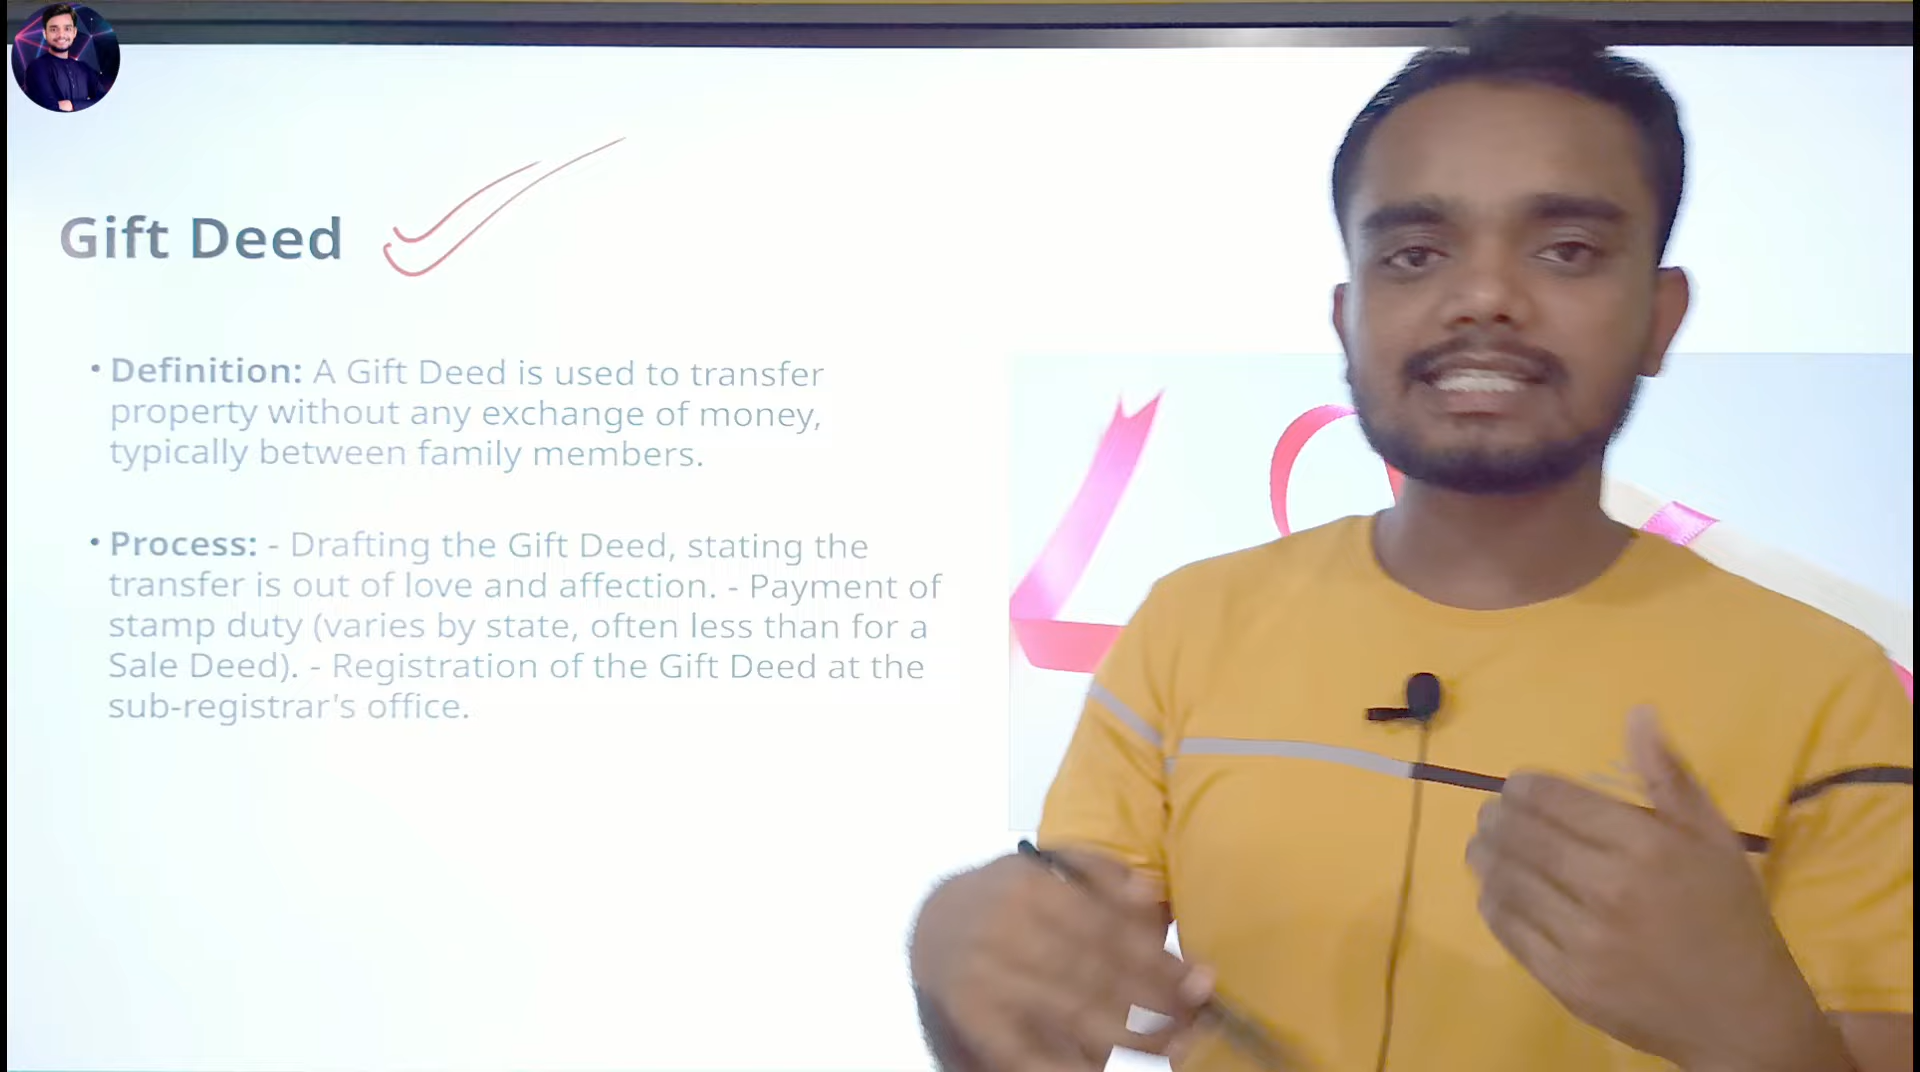 Gift Deed
• Definition: A Gift Deed is used to transfer
property without any exchange of money,
typically between family members.
• Process: - Drafting the Gift Deed, stating the
transfer is out of love and affection. - Payment of
stamp duty (varies by state, often less than for a
Sale Deed). - Registration of the Gift Deed at the
sub-registrar's office.